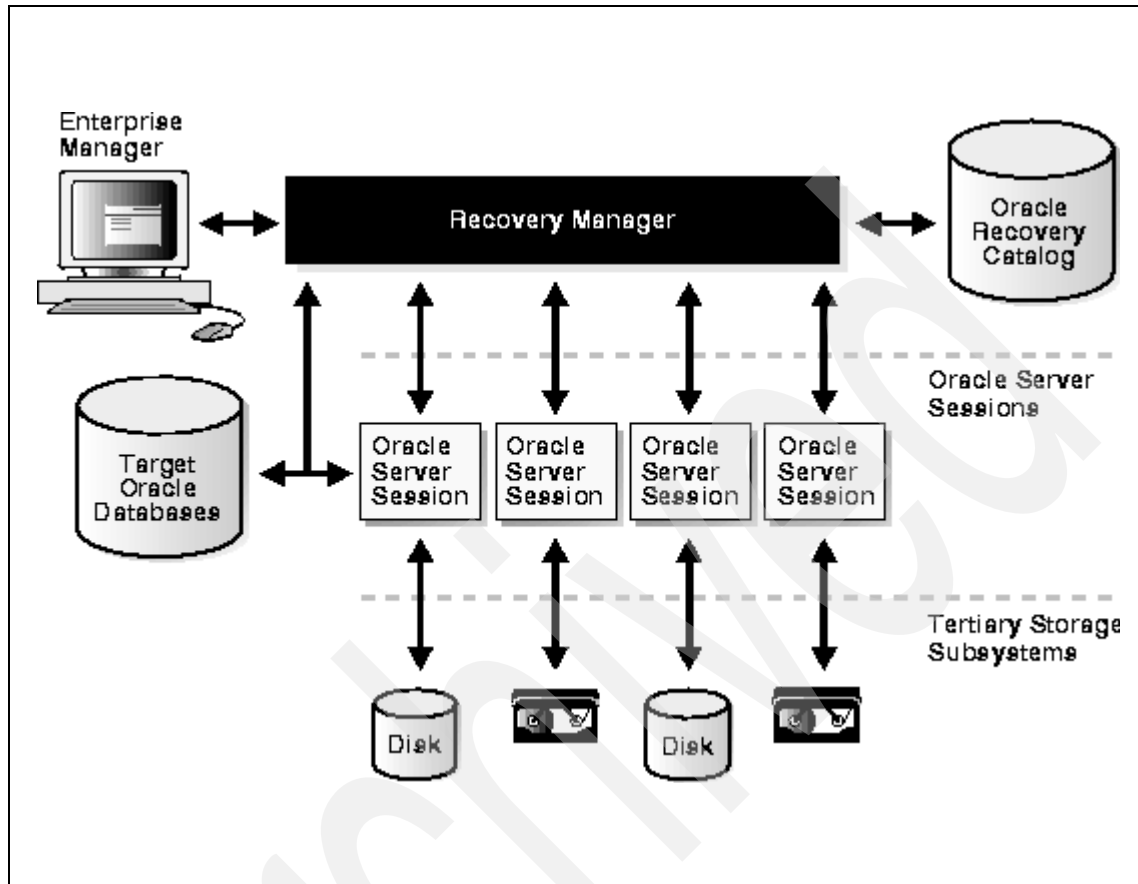 Enterprise
Manager
Recovery Manager
Oracle
Recovery
Catalog
Oracle Server
Sessions
Target
Oracle
Databases
Oracle
Server
Session
Oracle
Server
Session
Oracle
Server
Session
Oracle
Server
Session
Tertiary Storage
Subsystems
Disk
Disk